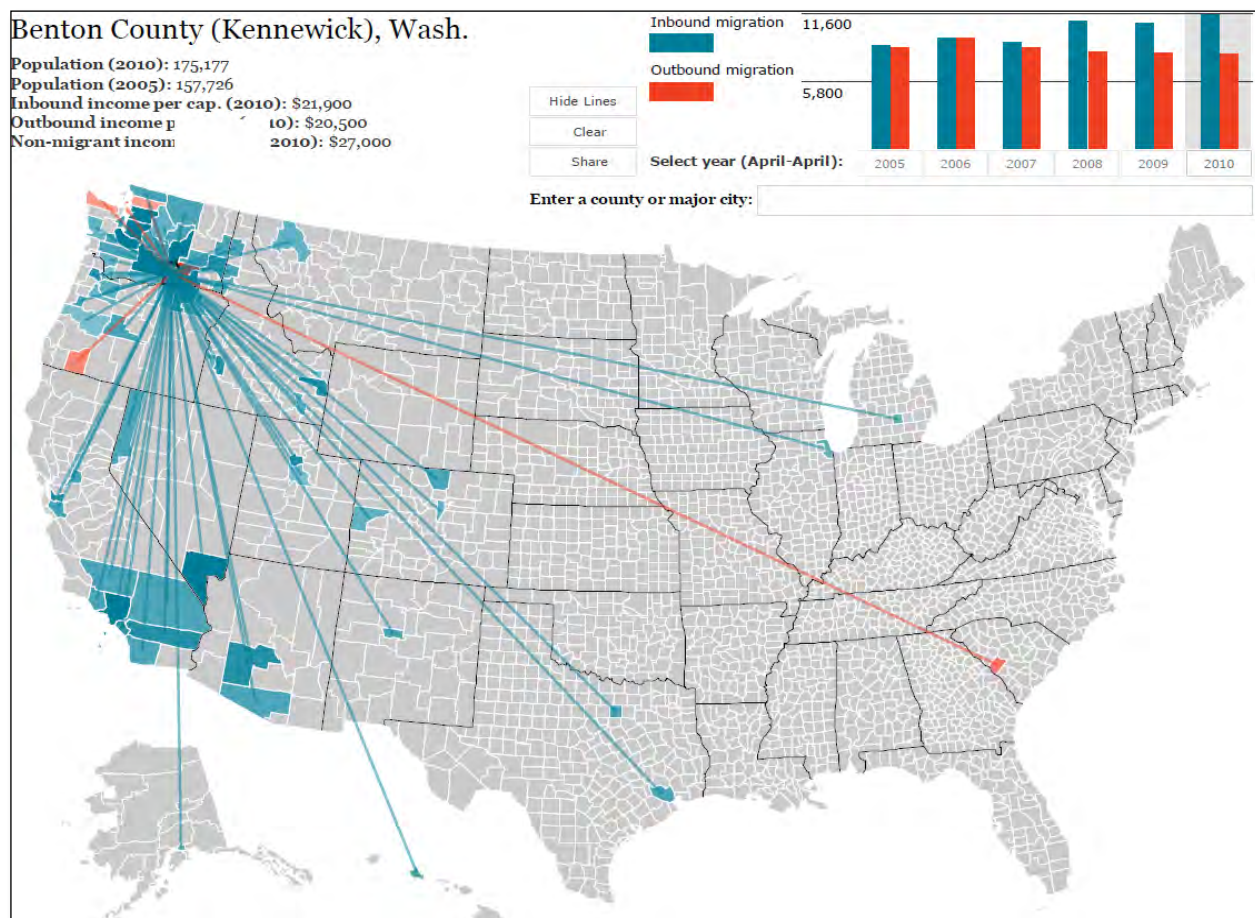 Benton County (Kennewick), Wash.
Population (2010): 175,177
Population (2005): 157,726
Inbound income per cap. (2010): $21,900
Outbound income p 10): $20,500
Non-migrant incom 2010): $27,000
Hide Lines
Clear
Share
Inbound migration
Outbound migration
11,600
5,800
Select year (April-April):
2005 2006 2007 2008 2009 2010
Enter a county or major city: